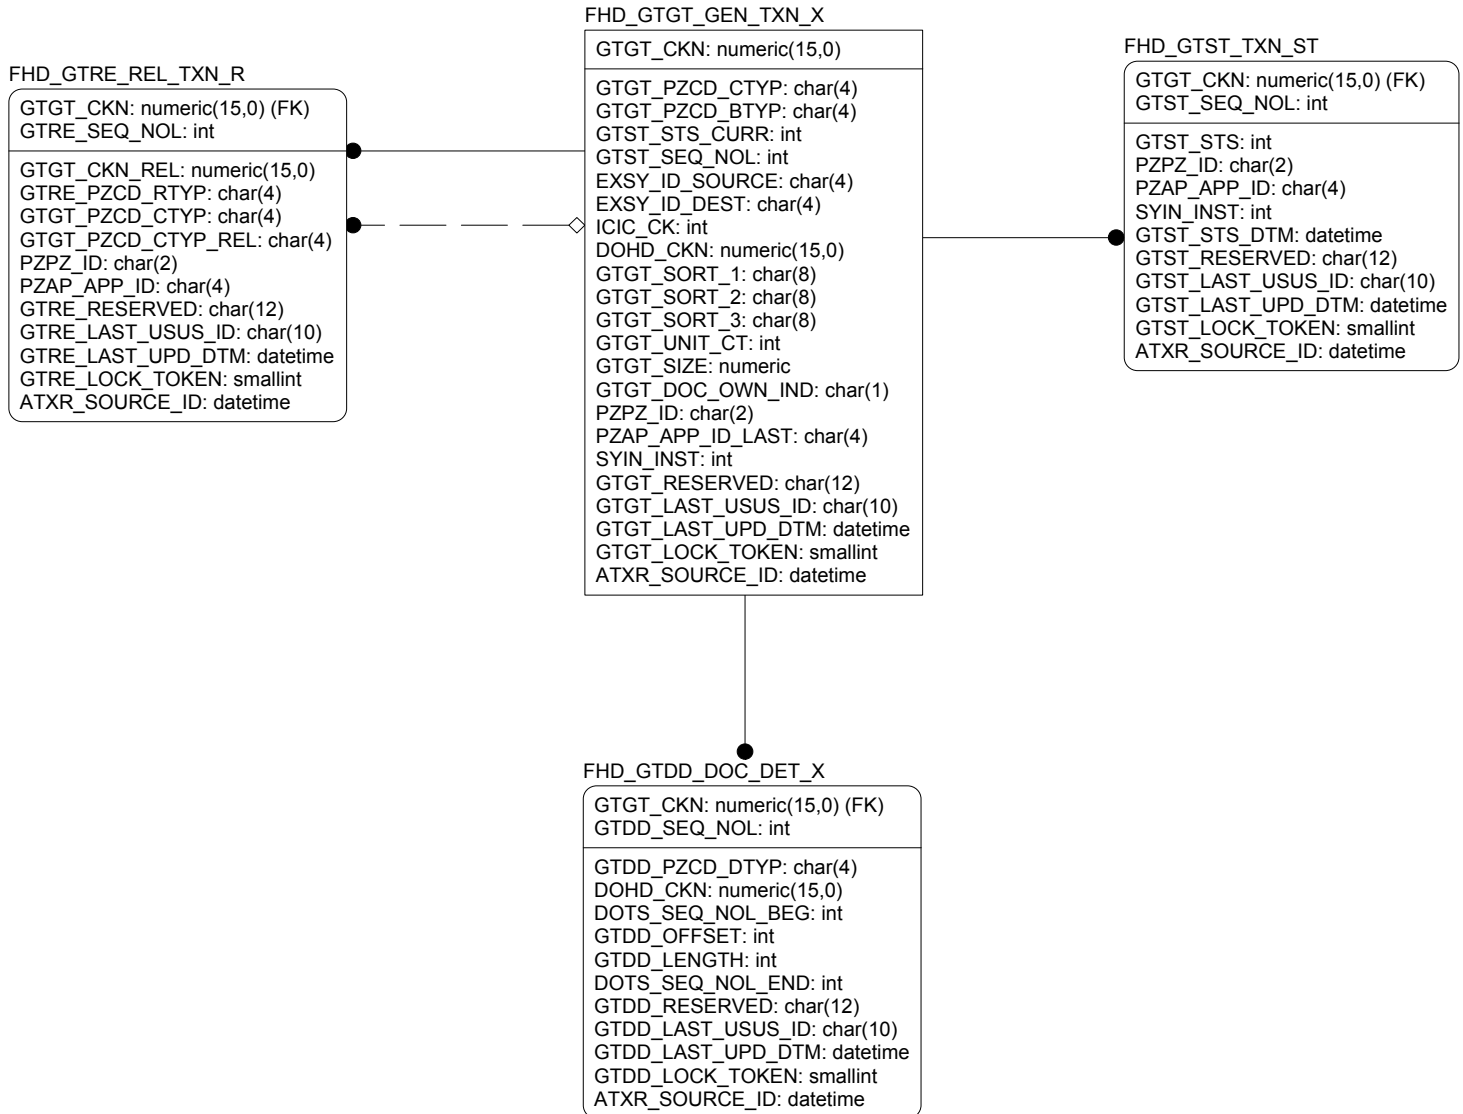 FHD_GTRE_REL_TXN_R
GTGT_CKN: numeric(15,0) (FK)
GTRE_SEQ_NOL: int
GTGT_CKN_REL: numeric(15,0)
GTRE_PZCD_RTYP: char(4)
GTGT_PZCD_CTYP: char(4)
GTGT_PZCD_CTYP_REL: char(4)
PZPZ_ID: char(2)
PZAP_APP_ID: char(4)
GTRE_RESERVED: char(12)
GTRE_LAST_USUS_ID: char(10)
GTRE_LAST_UPD_DTM: datetime
GTRE_LOCK_TOKEN: smallint
ATXR_SOURCE_ID: datetime
FHD_GTGT_GEN_TXN_X
GTGT_CKN: numeric(15,0)
GTGT_PZCD_CTYP: char(4)
GTGT_PZCD_BTYP: char(4)
GTST_STS_CURR: int
GTST_SEQ_NOL: int
EXSY_ID_SOURCE: char(4)
EXSY_ID_DEST: char(4)
ICIC_CK: int
DOHD_CKN: numeric(15,0)
GTGT_SORT_1: char(8)
GTGT_SORT_2: char(8)
GTGT_SORT_3: char(8)
GTGT_UNIT_CT: int
GTGT_SIZE: numeric
GTGT_DOC_OWN_IND: char(1)
PZPZ_ID: char(2)
PZAP_APP_ID_LAST: char(4)
SYIN_INST: int
GTGT_RESERVED: char(12)
GTGT_LAST_USUS_ID: char(10)
GTGT_LAST_UPD_DTM: datetime
GTGT_LOCK_TOKEN: smallint
ATXR_SOURCE_ID: datetime
FHD_GTST_TXN_ST
GTGT_CKN: numeric(15,0) (FK)
GTST_SEQ_NOL: int
GTST_STS: int
PZPZ_ID: char(2)
PZAP_APP_ID: char(4)
SYIN_INST: int
GTST_STS_DTM: datetime
GTST_RESERVED: char(12)
GTST_LAST_USUS_ID: char(10)
GTST_LAST_UPD_DTM: datetime
GTST_LOCK_TOKEN: smallint
ATXR_SOURCE_ID: datetime
FHD_GTDD_DOC_DET_X
GTGT_CKN: numeric(15,0) (FK)
GTDD_SEQ_NOL: int
GTDD_PZCD_DTYP: char(4)
DOHD_CKN: numeric(15,0)
DOTS_SEQ_NOL_BEG: int
GTDD_OFFSET: int
GTDD_LENGTH: int
DOTS_SEQ_NOL_END: int
GTDD_RESERVED: char(12)
GTDD_LAST_USUS_ID: char(10)
GTDD_LAST_UPD_DTM: datetime
GTDD_LOCK_TOKEN: smallint
ATXR_SOURCE_ID: datetime